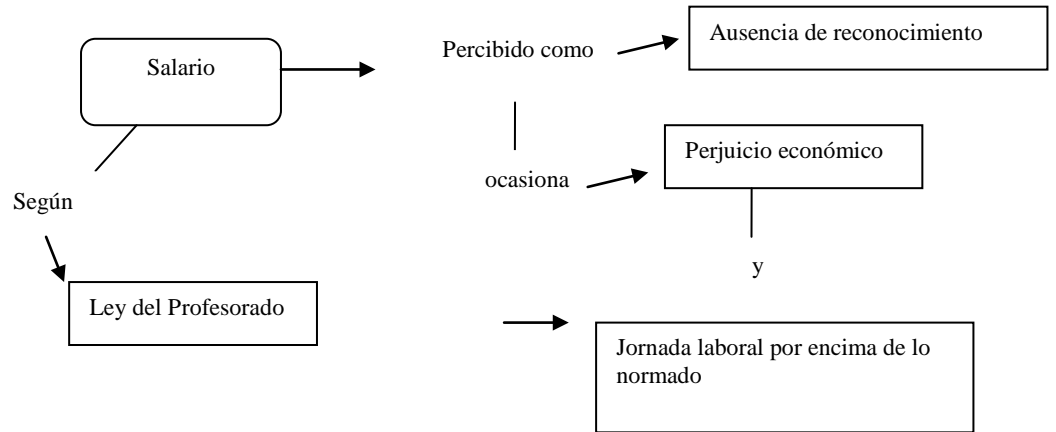 Salario
Percibido como
Ausencia de reconocimiento
ocasiona
Perjuicio económico
Según
y
Ley del Profesorado
Jornada laboral por encima de lo
normado